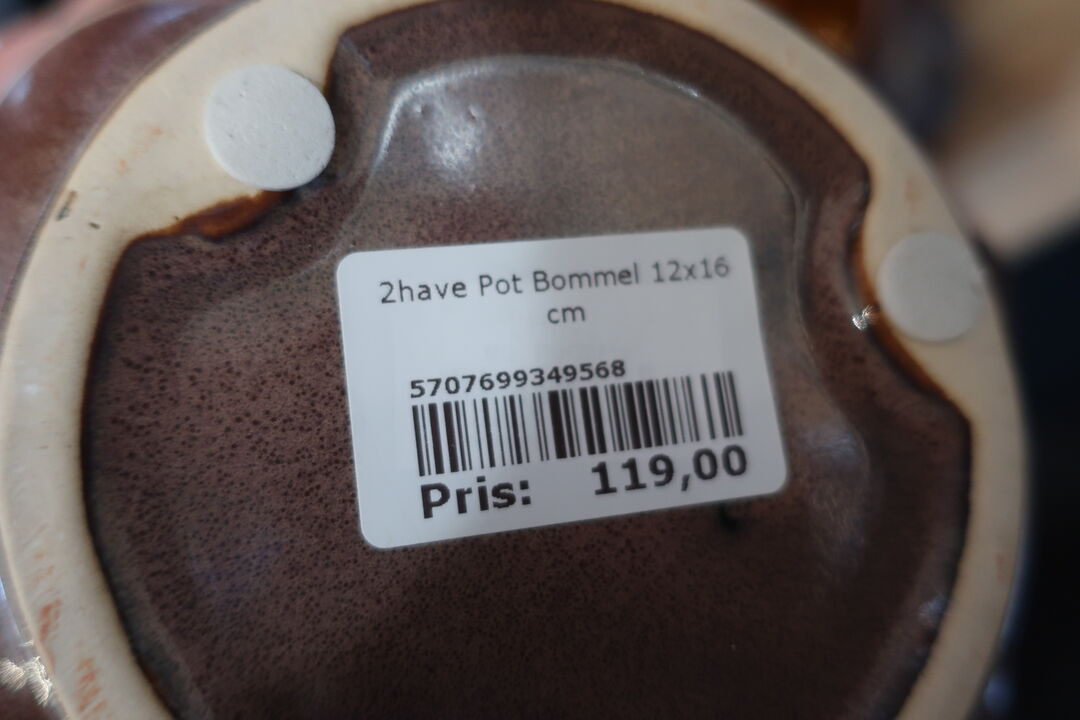 2have Pot Bommel 12x16
cm
5707699349568
Pris: 119,00